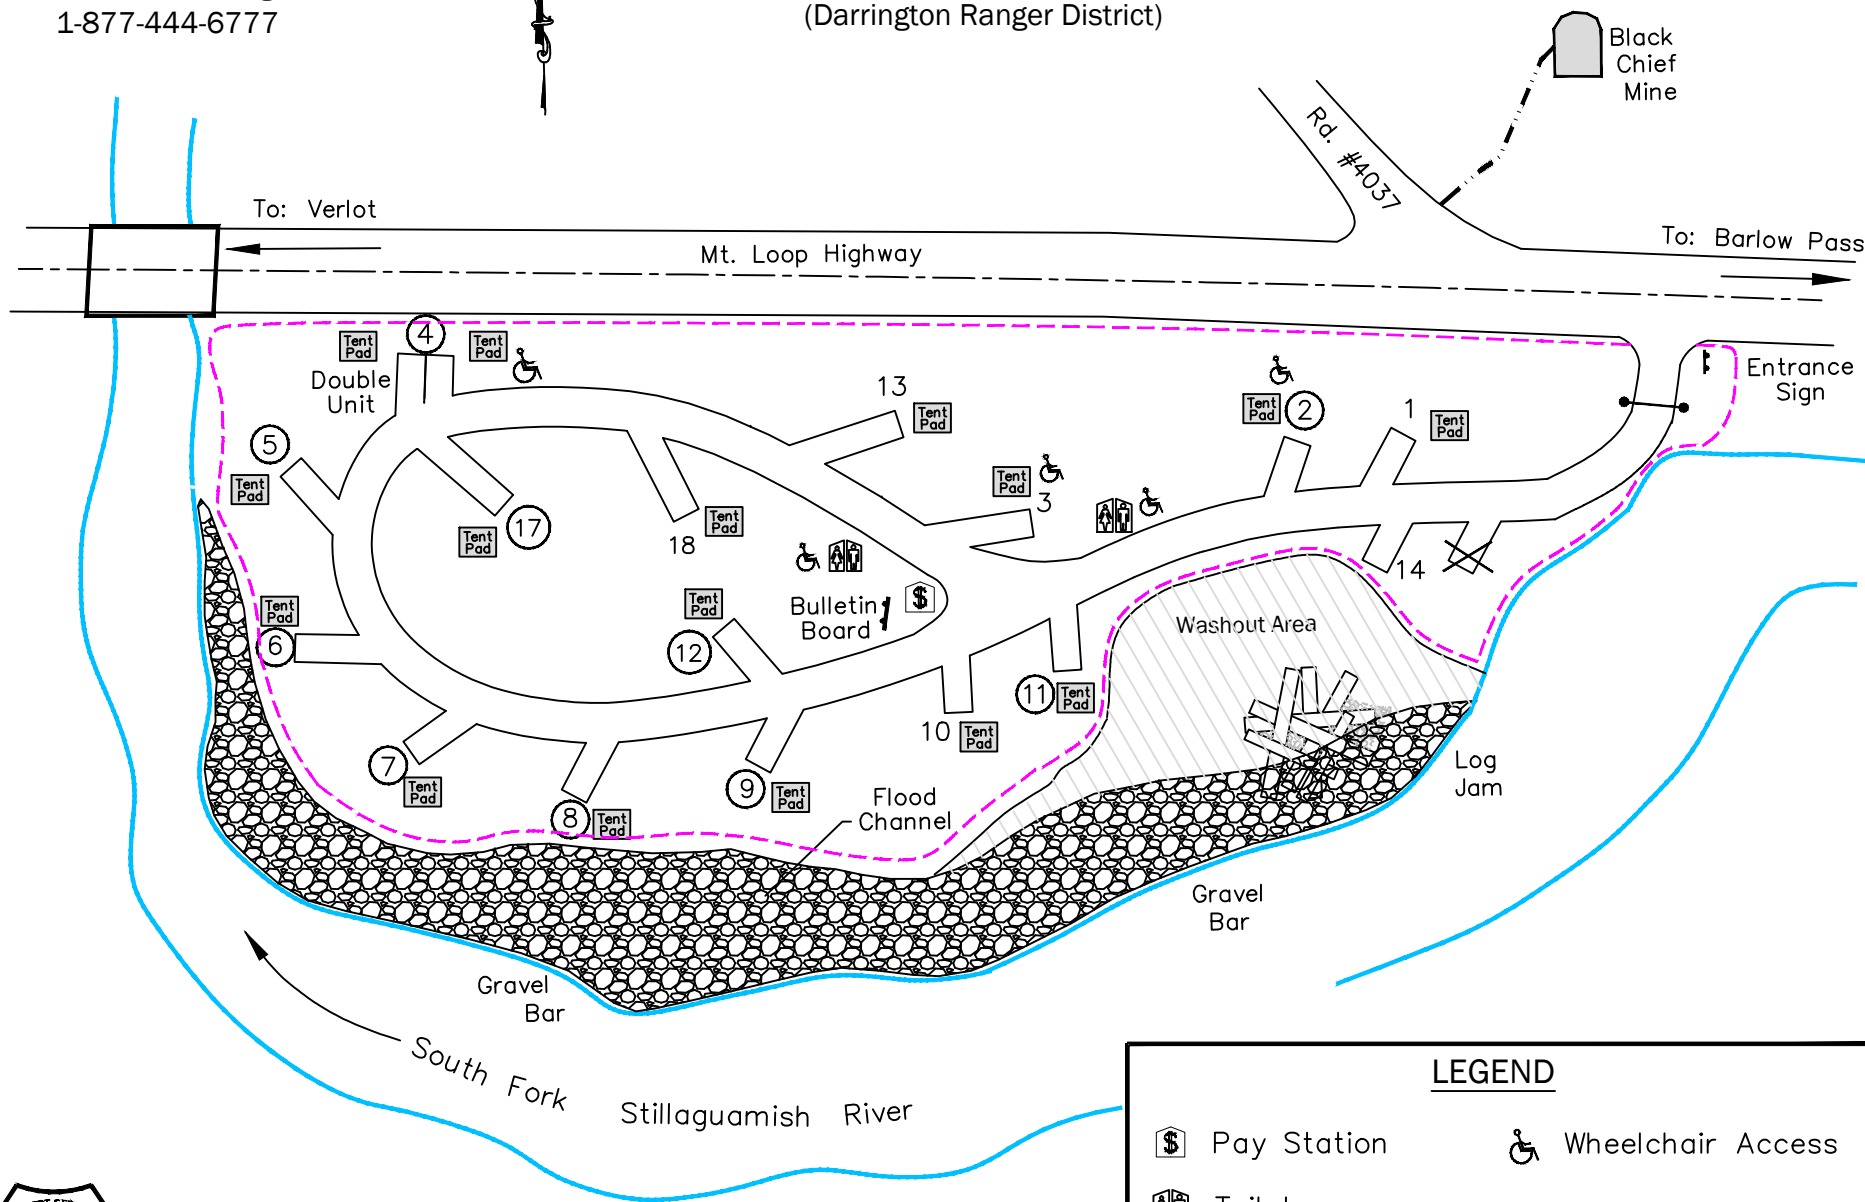 1-877-444-6777
(Darrington Ranger District)
Black
Chief
Mine
Rd. #4037
To: Verlot
Mt. Loop Highway
To: Barlow Pass
Entrance
Sign
Tent
Pad
4
Tent
Pad
Double
Unit
13
Tent
Pad
Tent
Pad
2
1
Tent
Pad
5
Tent
Pad
17
Tent
Pad
18
Tent
Pad
Tent
Pad
3
14
Tent
Pad
6
Tent
Pad
12
Bulletin
Board
$
Washout Area
11
Tent
Pad
10
Tent
Pad
7
Tent
Pad
8
Tent
Pad
9
Tent
Pad
Flood
Channel
Log
Jam
Gravel
Bar
Gravel
Bar
South Fork Stillaguamish River
LEGEND
$ Pay Station
Wheelchair Access